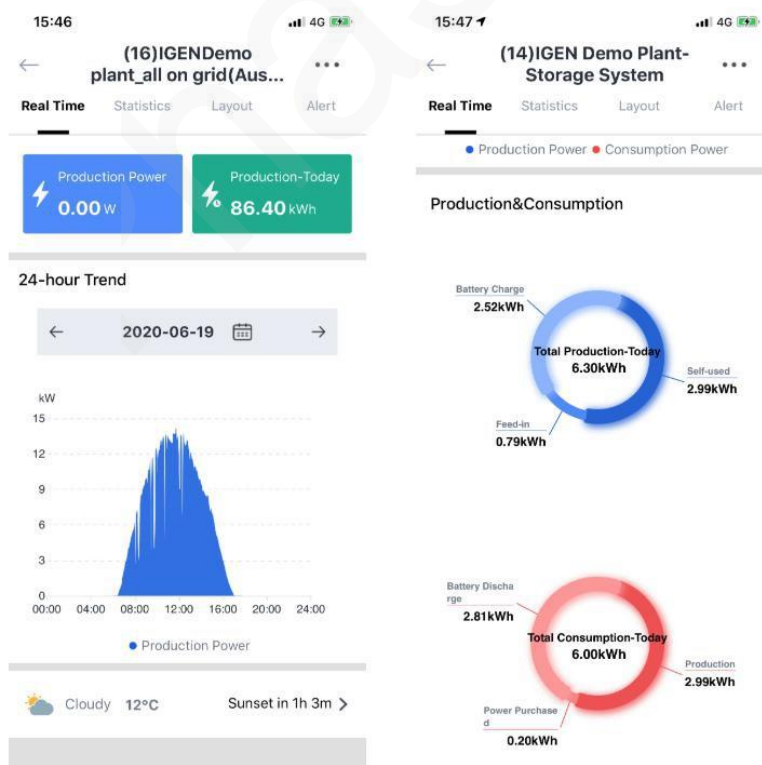 15:46
4G
(16)IGENDemo
plant_all on grid(Aus...
Real Time Statistics Layout Alert
Production Power
0.00 W
Production-Today
86.40 kWh
24-hour Trend
2020-06-19
kW
15
12
9
6
3
0
00:00 04:00 08:00 12:00 16:00 20:00 24:00
Production Power
Cloudy 12°C Sunset in 1h 3m
15:47
4G
(14)IGEN Demo Plant-
Storage System
Real Time Statistics Layout Alert
Production Power Consumption Power
Production&Consumption
Battery Charge
2.52kWh
Total Production-Today
6.30kWh
Self-used
2.99kWh
Feed-in
0.79kWh
Battery Discha
rge
2.81kWh
Total Consumption-Today
6.00kWh
Production
2.99kWh
Power Purchase
d
0.20kWh